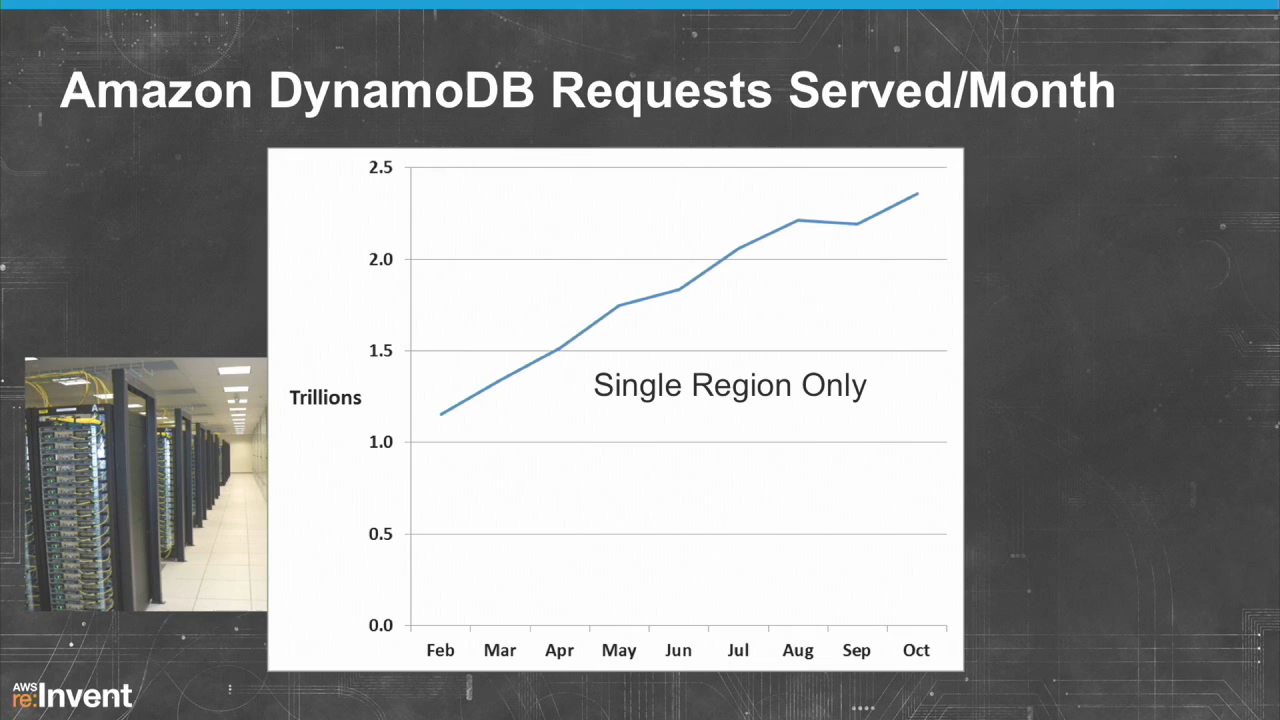 Amazon DynamoDB Requests Served/Month
2.5
2.0
1.5
Single Region Only
Trillions
1.0
0.5
0.0
Feb Mar Apr May Jun Jul Aug Sep Oct
AWS
re:Invent